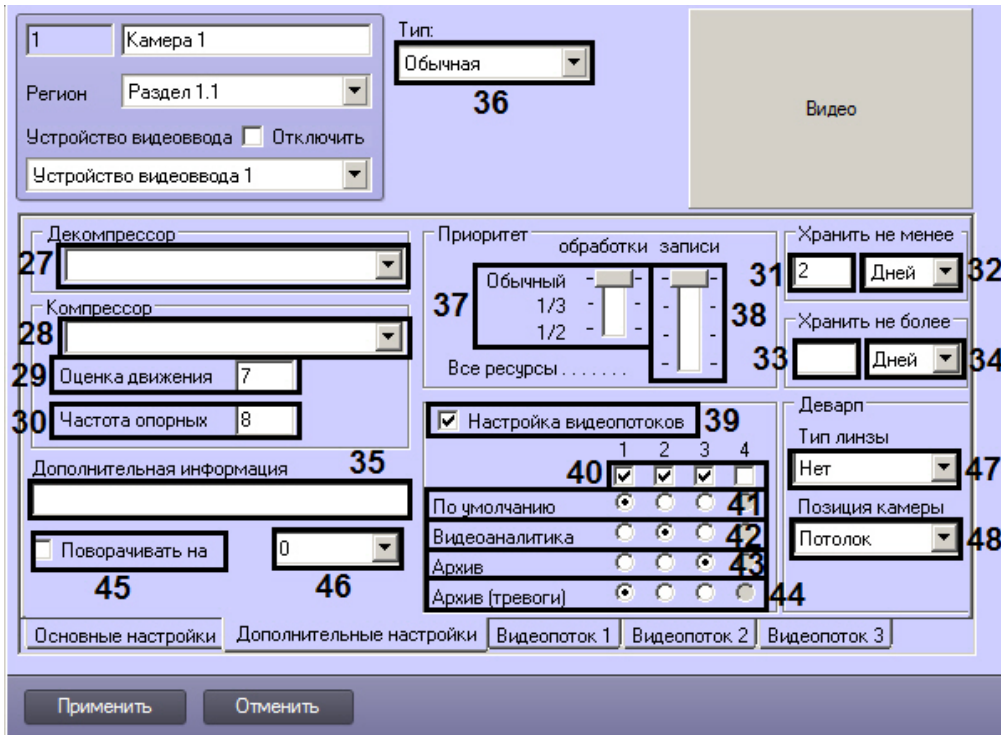 1 Камера 1
Регион Раздел 1.1
Устройство видеоввода Отключить
Устройство видеоввода 1
Тип:
Обычная
36
Видео
Декомпрессор
27
Компрессор
28
29 Оценка движения 7
30 Частота опорных 8
35
Дополнительная информация
Поворачивать на 0
45 46
Приоритет
обработки записи
Обычный
37 1/3 38
1/2
Все ресурсы . . . . . . .
Настройка видеопотоков 39
1 2 3 4
40
По умолчанию 41
Видеоаналитика 42
Архив 43
Архив (тревоги) 44
Хранить не менее
31 2 Дней 32
Хранить не более
33 Дней 34
Деварп
Тип линзы
Нет 47
Позиция камеры
Потолок 48
Основные настройки Дополнительные настройки Видеопоток 1 Видеопоток 2 Видеопоток 3
Применить Отменить